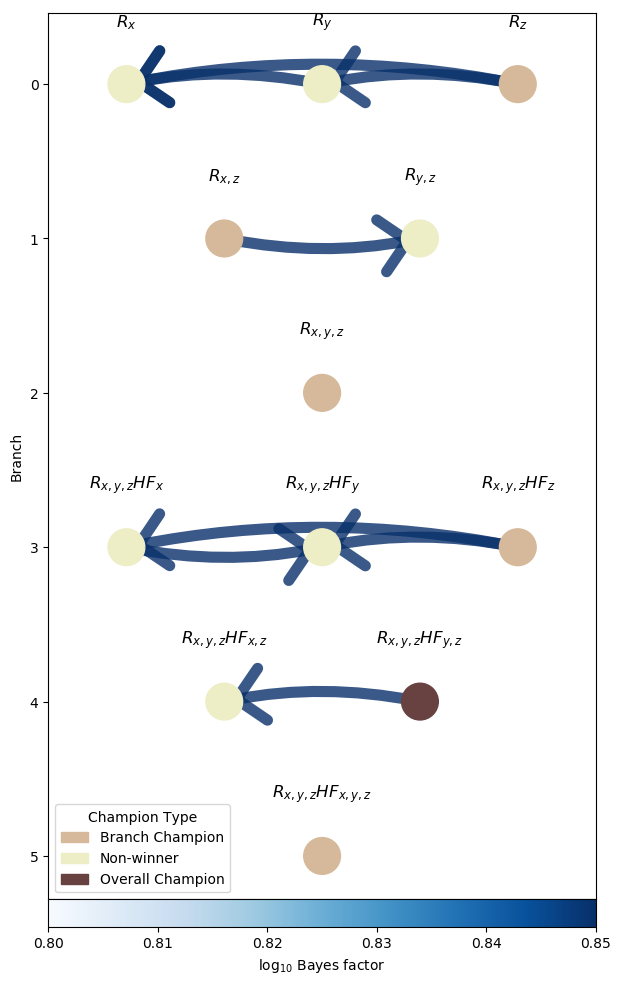 R_x R_y R_z
0
R_{x,z} R_{y,z}
1
R_{x,y,z}
2
R_{x,y,z}HF_x R_{x,y,z}HF_y R_{x,y,z}HF_z
3
R_{x,y,z}HF_{x,z} R_{x,y,z}HF_{y,z}
4
R_{x,y,z}HF_{x,y,z}
5
Branch
Champion Type
Branch Champion
Non-winner
Overall Champion
0.80 0.81 0.82 0.83 0.84 0.85
log_{10} Bayes factor